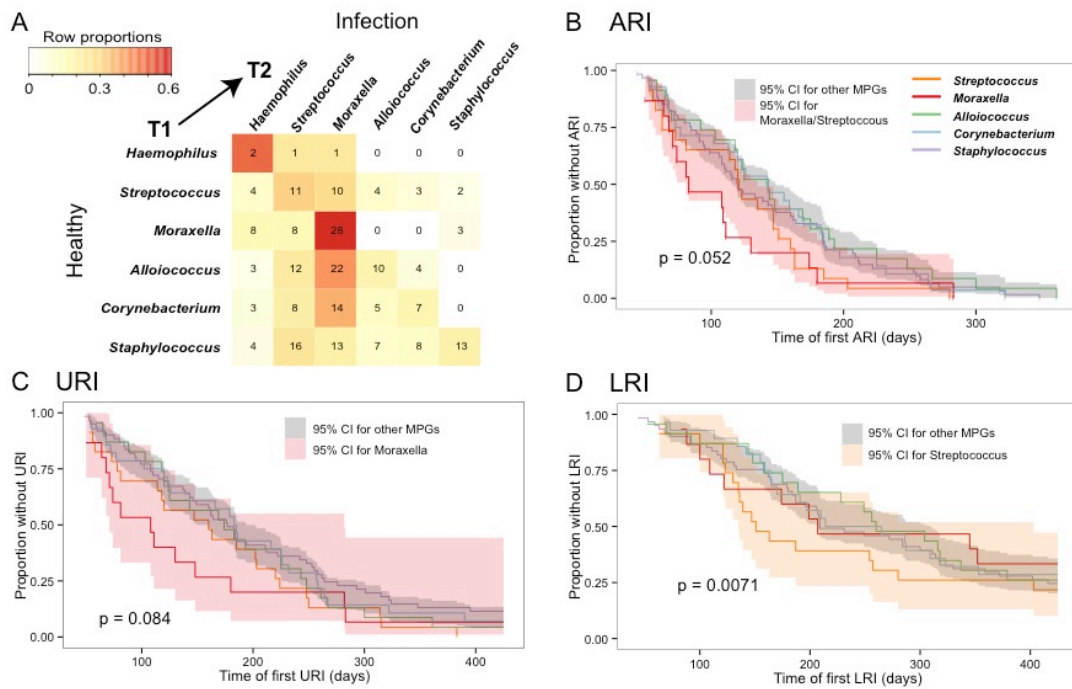 A
Infection
Row proportions
0
0.3
0.6
T1
T2
Haemophilus
Streptococcus
Moraxella
Alloiococcus
Corynebacterium
Staphylococcus
Healthy
Haemophilus 2 1 1 0 0 0
Streptococcus 4 11 10 4 3 2
Moraxella 8 8 28 0 0 3
Alloiococcus 3 12 22 10 4 0
Corynebacterium 3 8 14 5 7 0
Staphylococcus 4 16 13 7 8 13
B ARI
Proportion without ARI
1.00
0.75
0.50
0.25
0.00
95% CI for other MPGs
95% CI for
Moraxella/Streptoccous
Streptococcus
Moraxella
Alloiococcus
Corynebacterium
Staphylococcus
p = 0.052
100 200 300
Time of first ARI (days)
C URI
Proportion without URI
1.00
0.75
0.50
0.25
0.00
95% CI for other MPGs
95% CI for Moraxella
p = 0.084
100 200 300 400
Time of first URI (days)
D LRI
Proportion without LRI
1.00
0.75
0.50
0.25
0.00
95% CI for other MPGs
95% CI for Streptococcus
p = 0.0071
100 200 300 400
Time of first LRI (days)